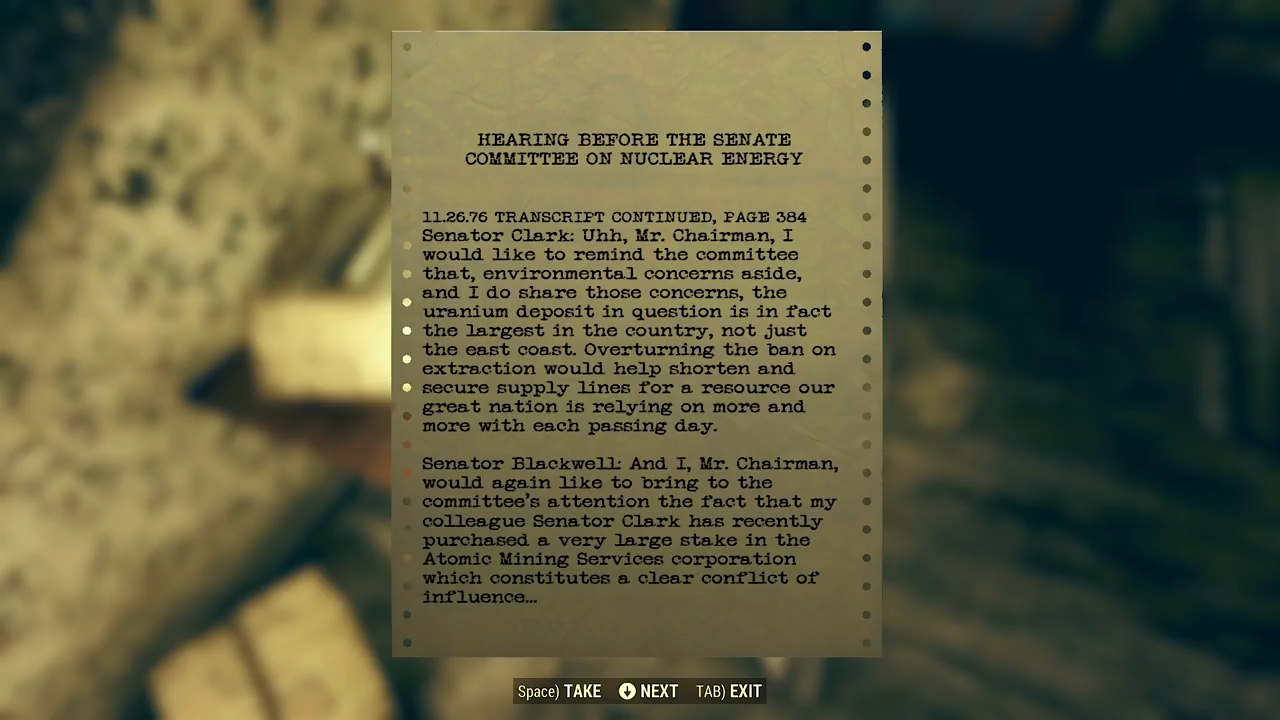 HEARING BEFORE THE SENATE
COMMITTEE ON NUCLEAR ENERGY
11.26.76 TRANSCRIPT CONTINUED, PAGE 384
Senator Clark: Uhh, Mr. Chairman, I
would like to remind the committee
that, environmental concerns aside,
and I do share those concerns, the
uranium deposit in question is in fact
the largest in the country, not just
the east coast. Overturning the ban on
extraction would help shorten and
secure supply lines for a resource our
great nation is relying on more and
more with each passing day.
Senator Blackwell: And I, Mr. Chairman,
would again like to bring to the
committee's attention the fact that my
colleague Senator Clark has recently
purchased a very large stake in the
Atomic Mining Services corporation
which constitutes a clear conflict of
influence...
Space) TAKE NEXT TAB) EXIT